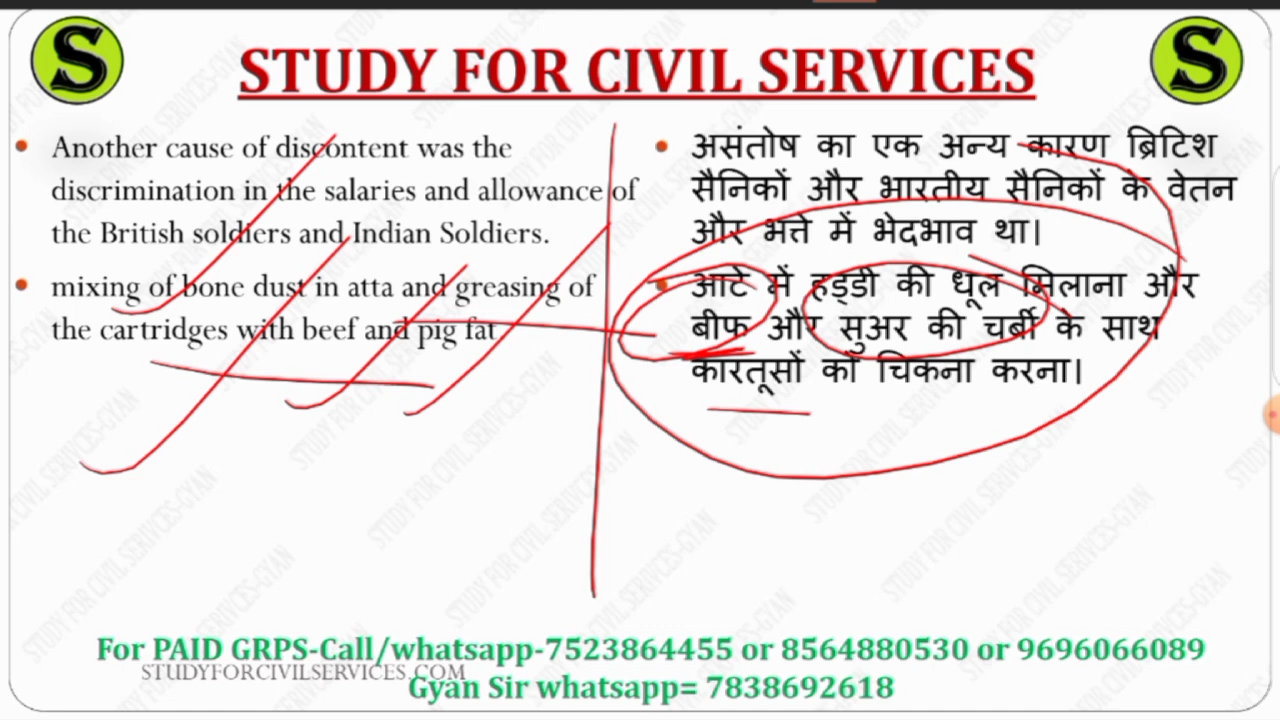 S
STUDY FOR CIVIL SERVICES
S
Another cause of discontent was the
discrimination in the salaries and allowance of
the British soldiers and Indian Soldiers.
mixing of bone dust in atta and greasing of
the cartridges with beef and pig fat
असंतोष का एक अन्य कारण ब्रिटिश
सैनिकों और भारतीय सैनिकों के वेतन
और भत्ते में भेदभाव था।
आटे में हड्डी की धूल मिलाना और
बीफ और सुअर की चर्बी के साथ
कारतूसों को चिकना करना।
For PAID GRPS-Call/whatsapp-7523864455 or 8564880530 or 9696066089
STUDYFORCIVILSERVICES.COM
Gyan Sir whatsapp= 7838692618